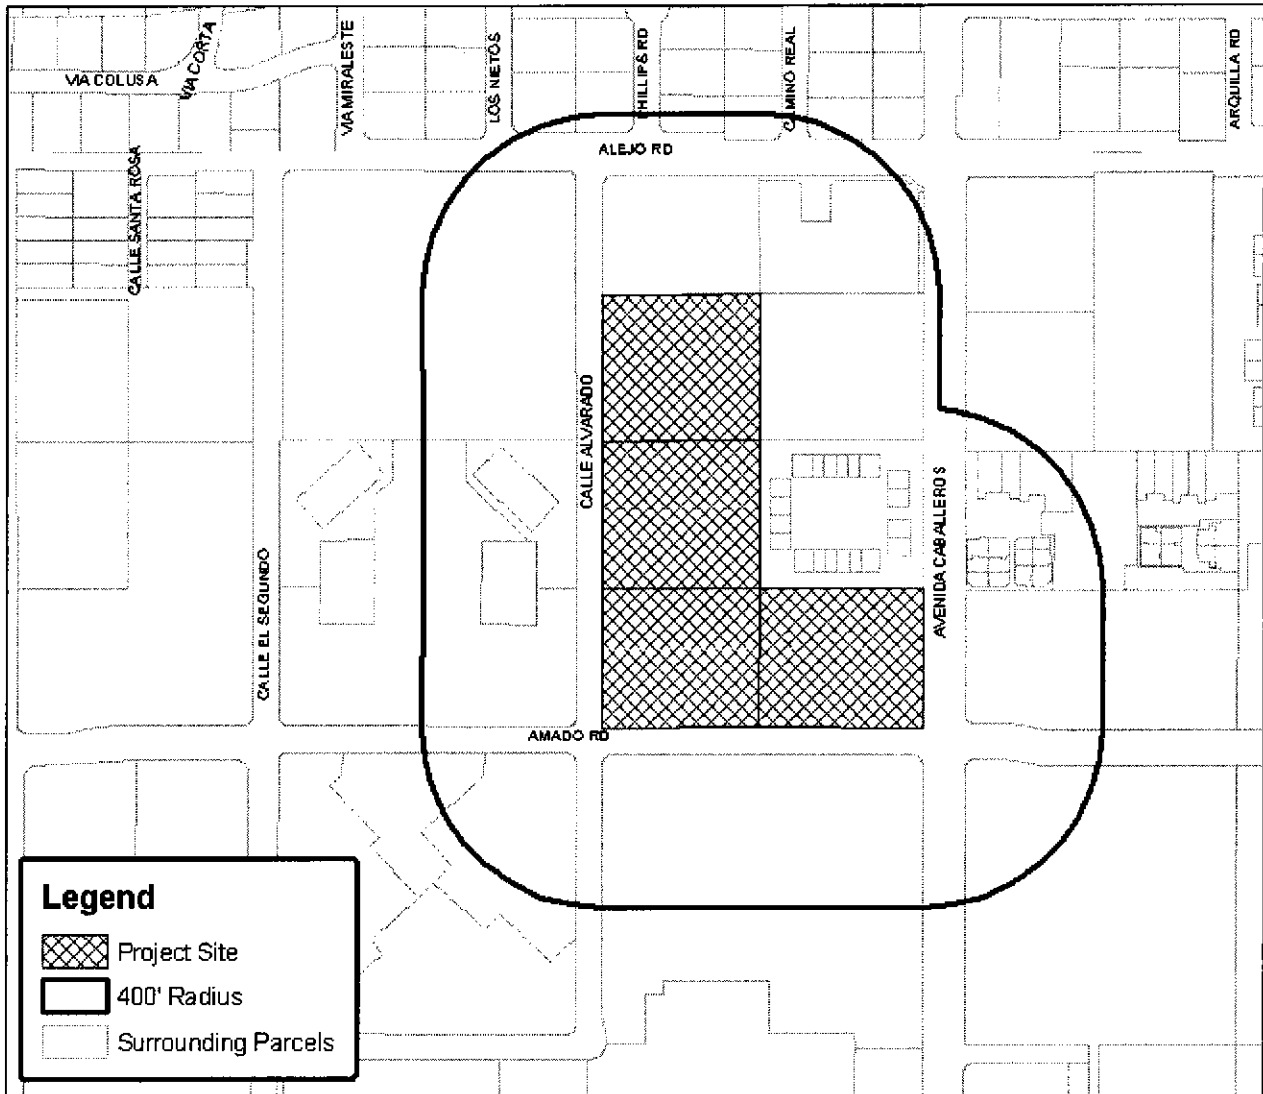 VIA COLUSA
VIA CORTA
VIA MIRALESTE
LOS NIETOS
PHILLIPS RD
CAMINO REAL
ARQUILLA RD
ALEJO RD
CALLE SANTA ROSA
CALLE ALVARADO
AVENIDA CABALLEROS
CALLE EL SEGUNDO
AMADO RD
Legend
Project Site
400' Radius
Surrounding Parcels